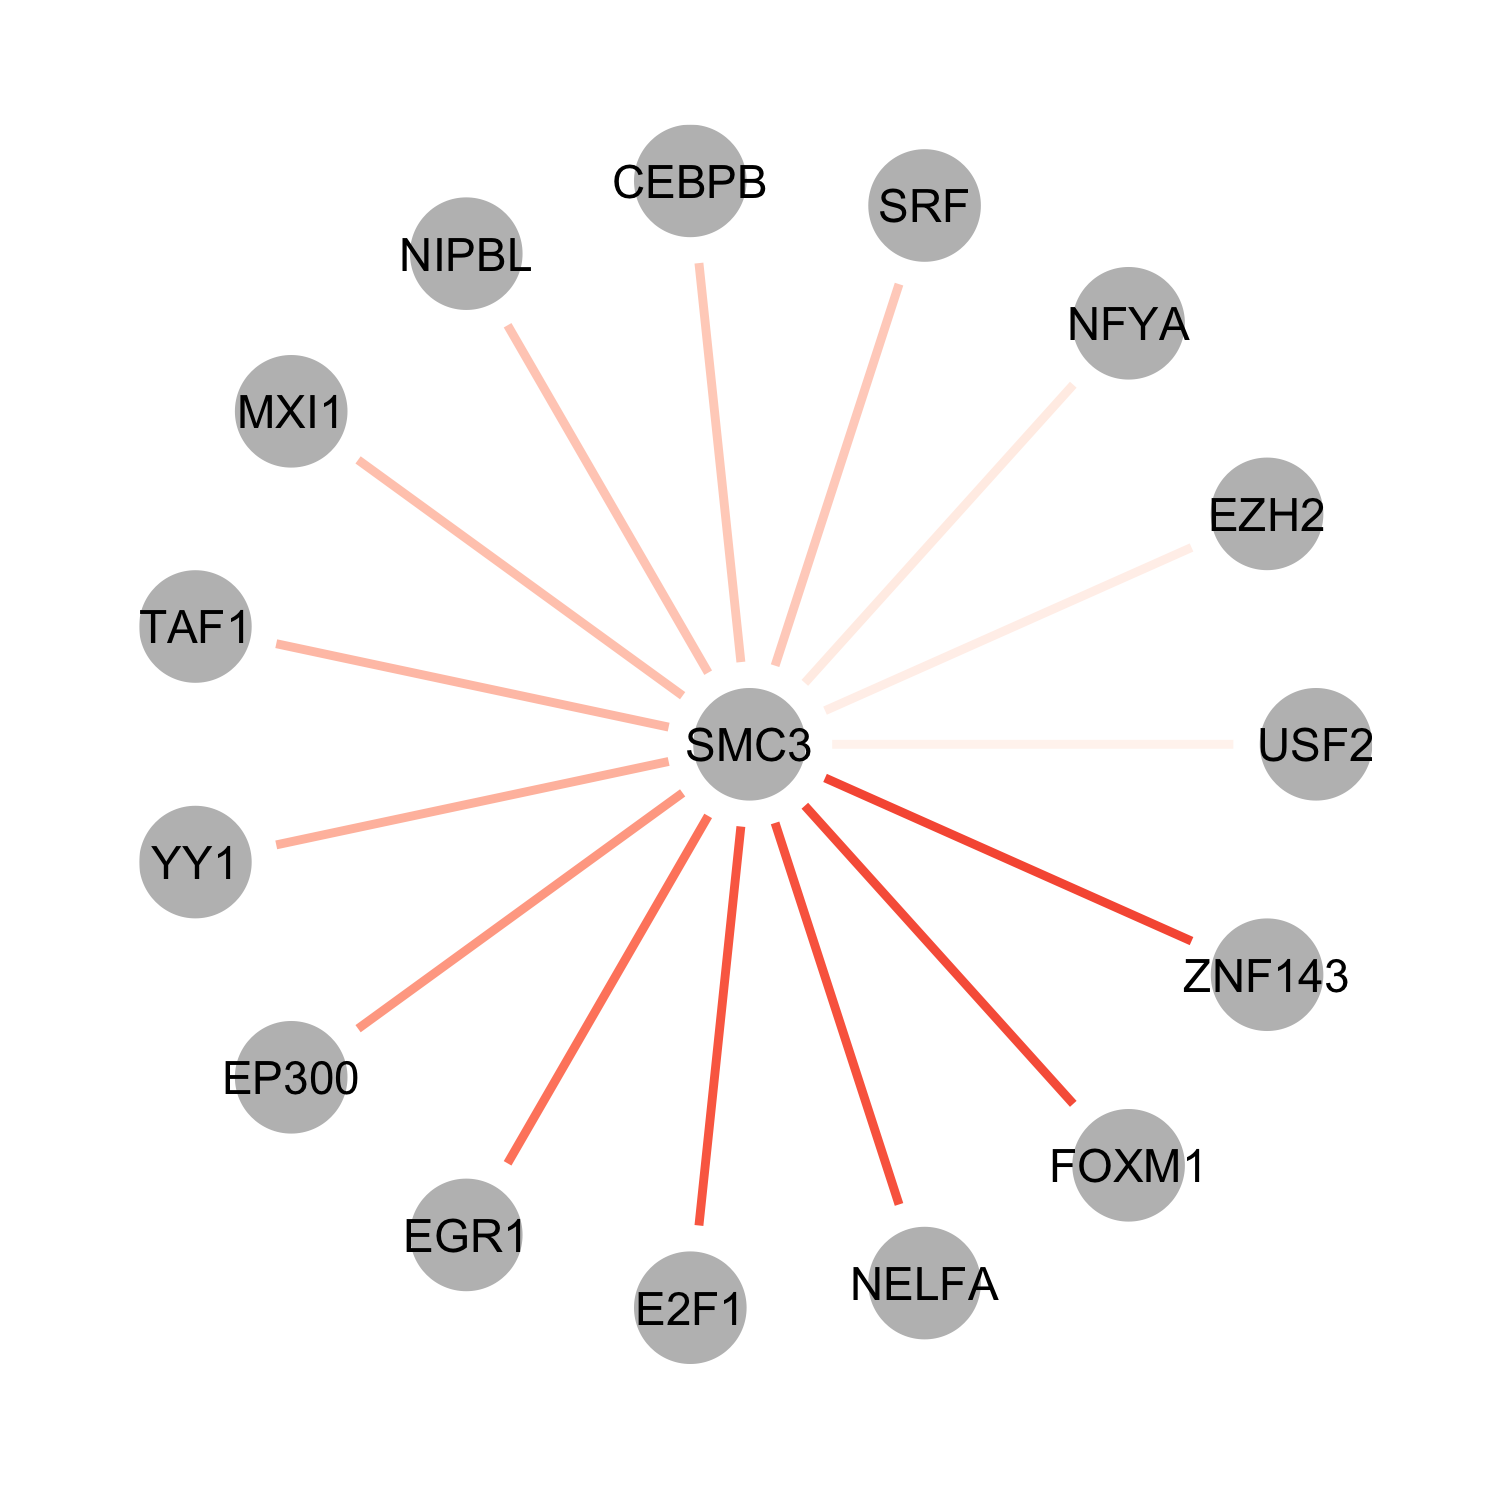 CEBPB
SRF
NIPBL
NFYA
MXI1
EZH2
TAF1
SMC3
USF2
YY1
ZNF143
EP300
FOXM1
EGR1
NELFA
E2F1